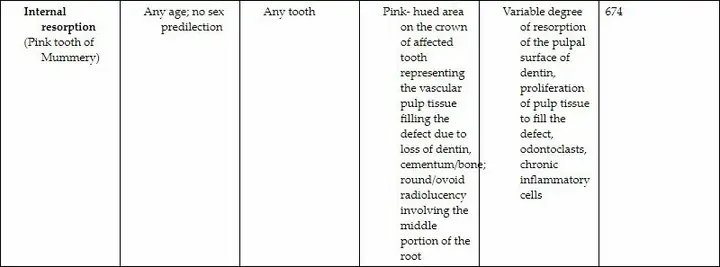 Internal
resorption
(Pink tooth of
Mummery)
Any age; no sex
predilection
Any tooth
Pink- hued area
on the crown
of affected
tooth
representing
the vascular
pulp tissue
filling the
defect due to
loss of dentin,
cementum/bone;
round/ovoid
radiolucency
involving the
middle
portion of the
root
Variable degree
of resorption
of the pulpal
surface of
dentin,
proliferation
of pulp tissue
to fill the
defect,
odontoclasts,
chronic
inflammatory
cells
674